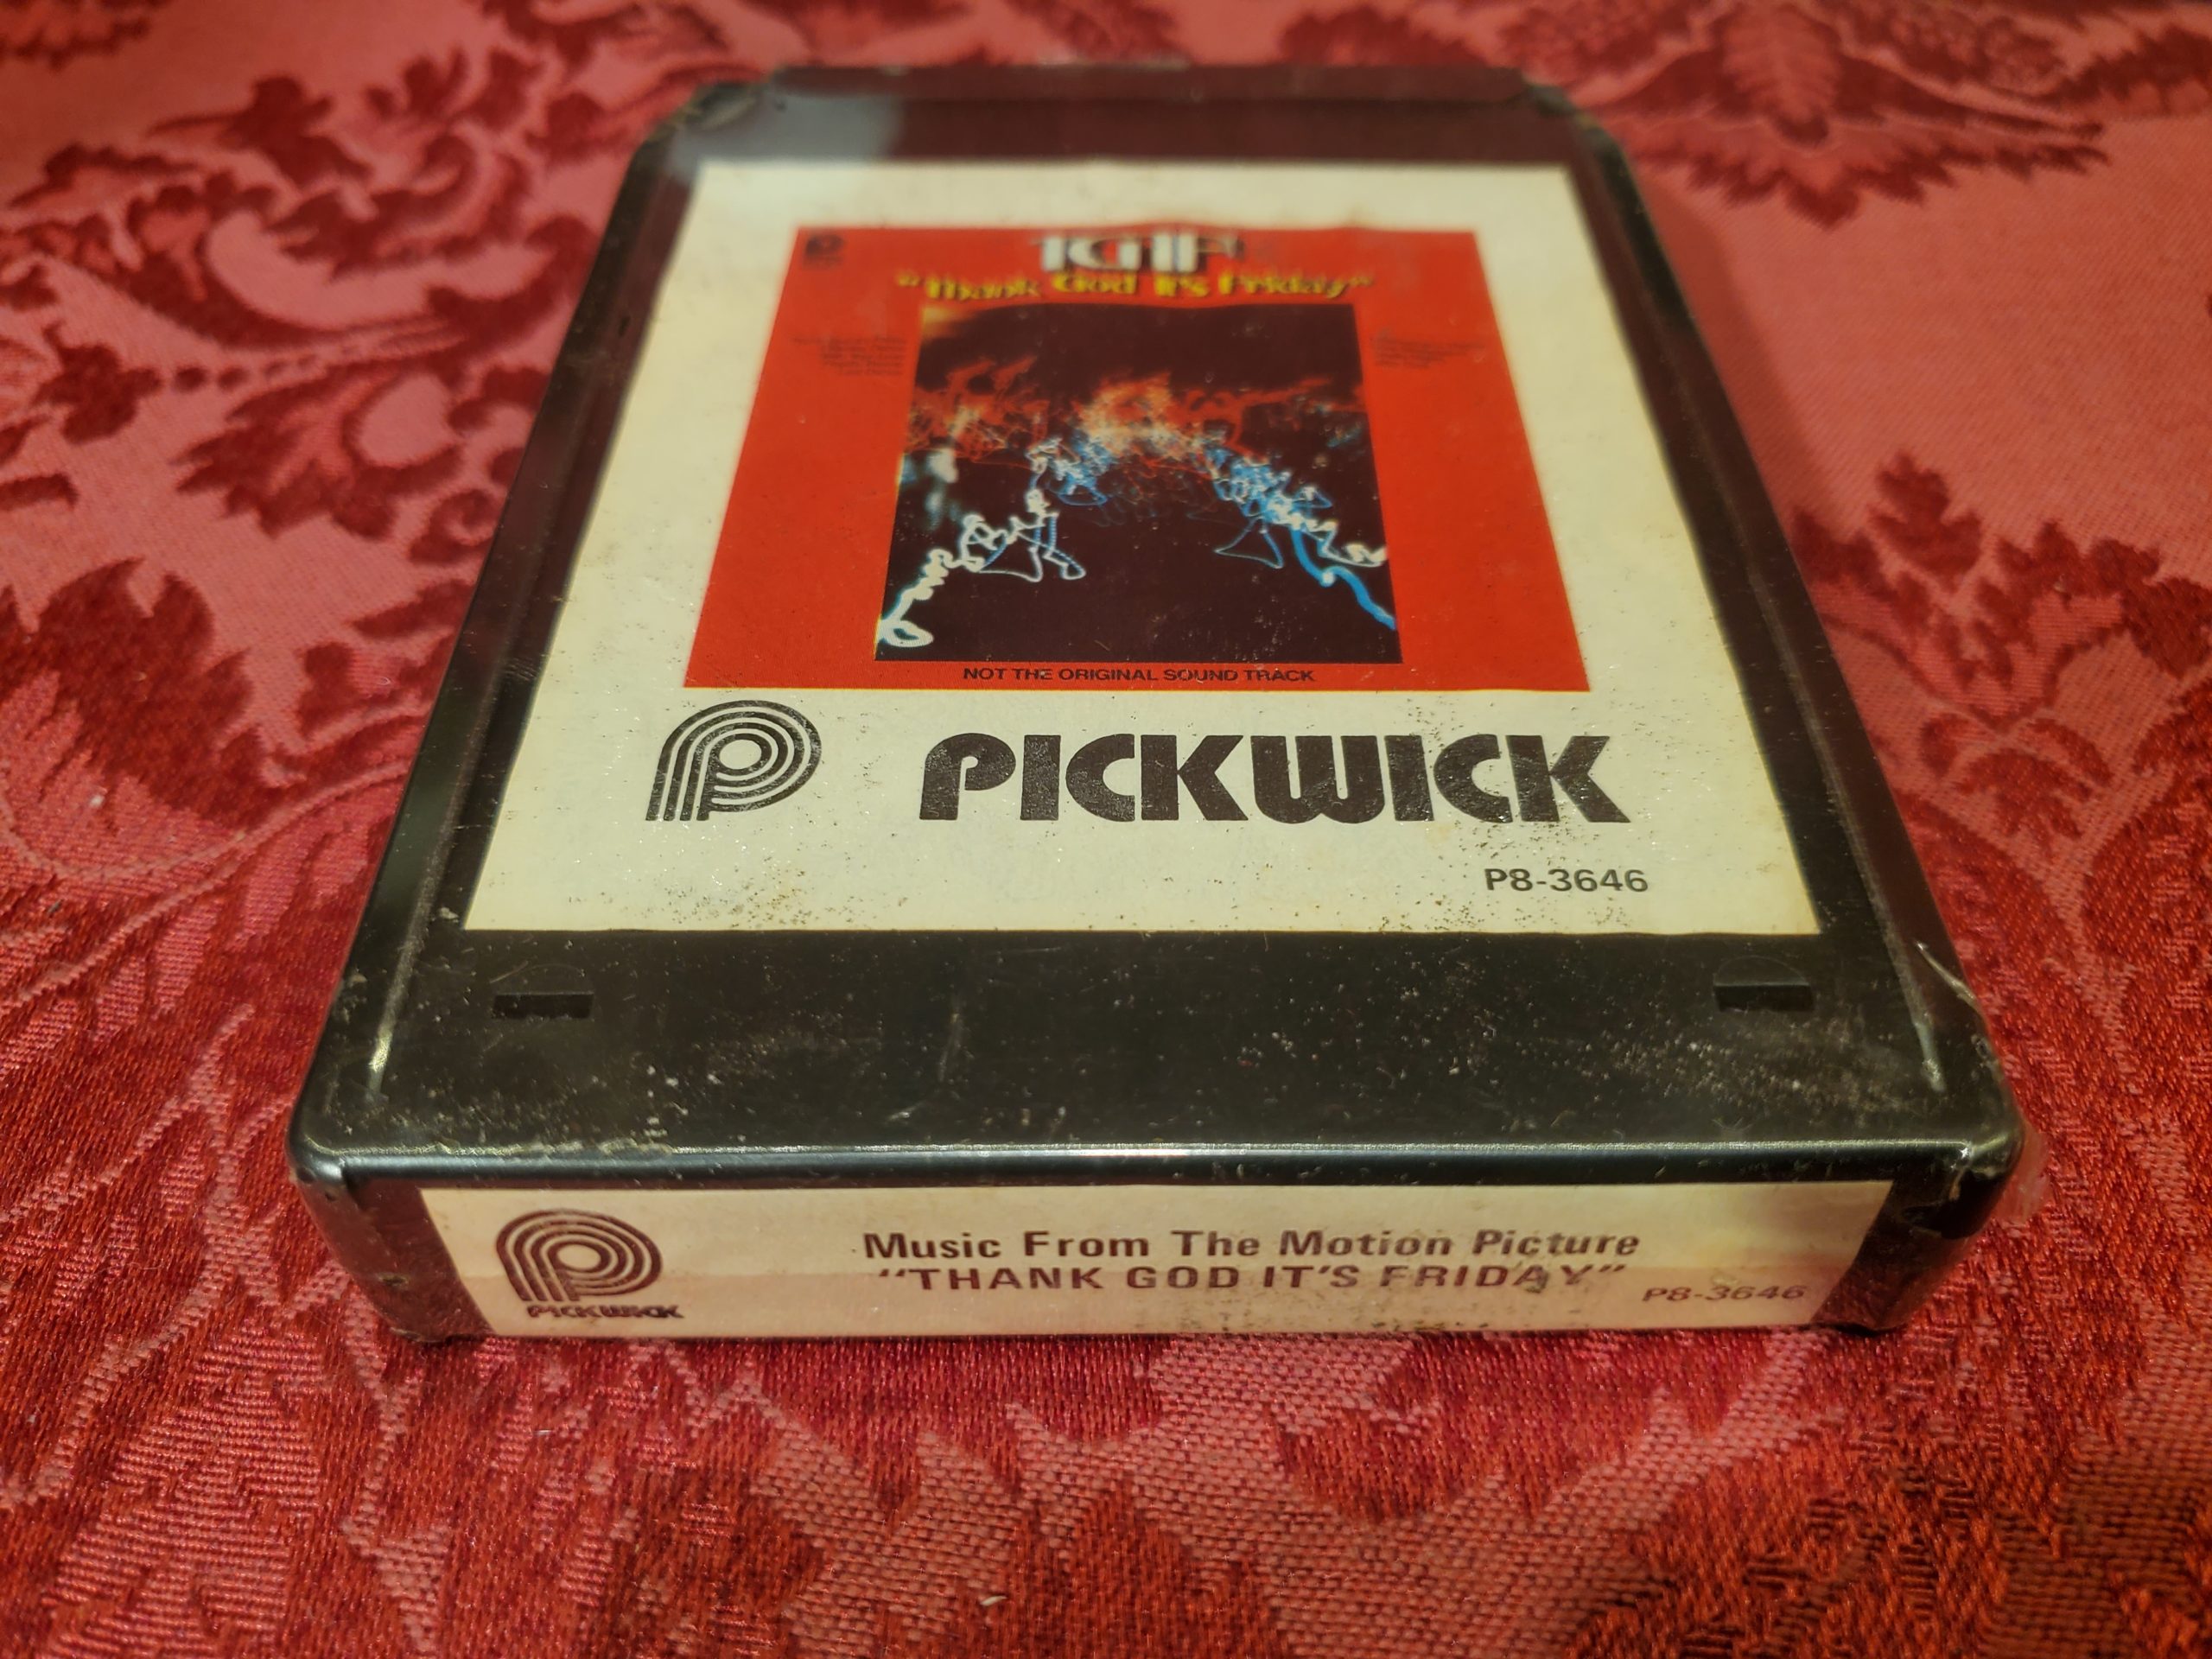 TGIF
"Thank God It's Friday"
NOT THE ORIGINAL SOUND TRACK
PICKWICK
P8-3646
PICKWICK
Music From The Motion Picture
"THANK GOD IT'S FRIDAY"
P8-3646